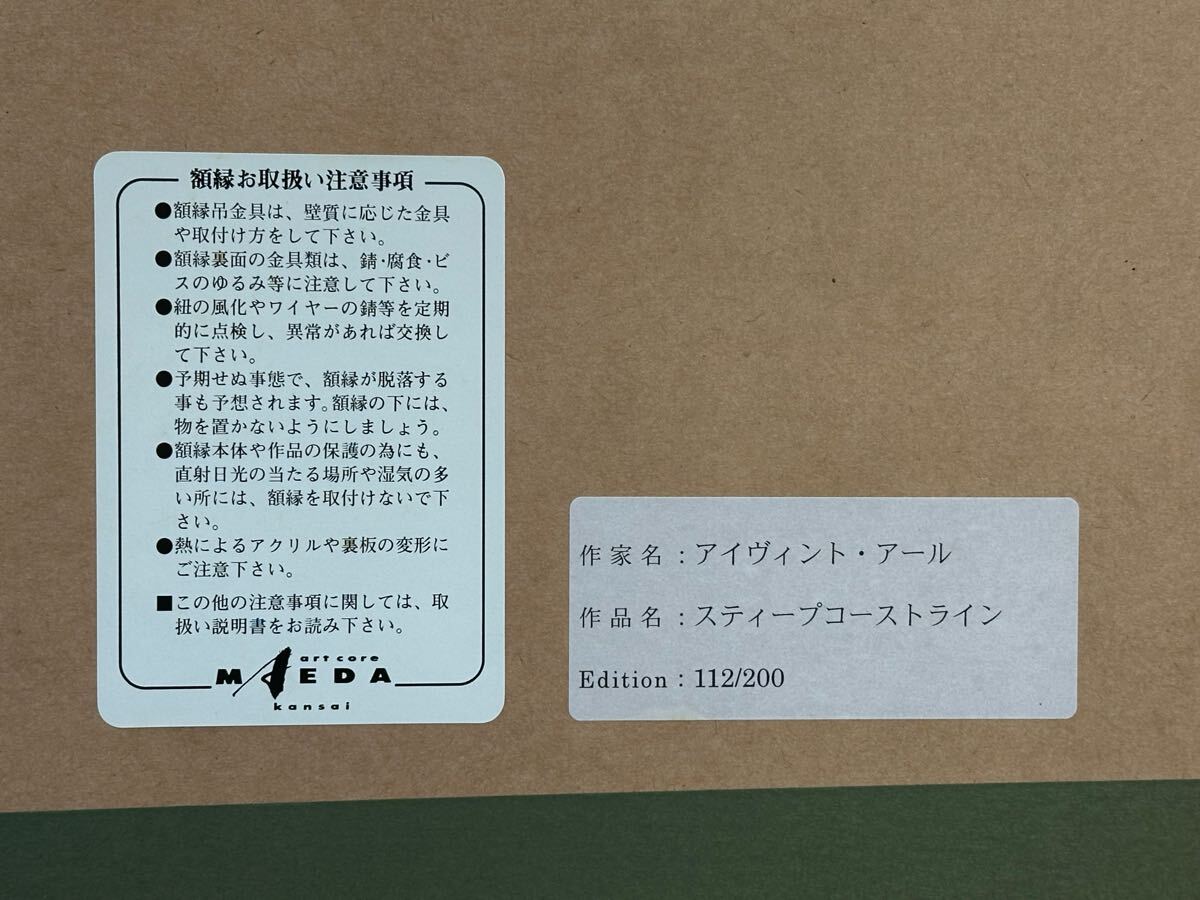 額縁お取扱い注意事項
●額縁吊金具は、壁質に応じた金具
や取付け方をして下さい。
●額縁裏面の金具類は、錆・腐食・ビ
スのゆるみ等に注意して下さい。
●紐の風化やワイヤーの錆等を定期
的に点検し、異常があれば交換し
て下さい。
●予期せぬ事態で、額縁が脱落する
事も予想されます。額縁の下には、
物を置かないようにしましょう。
●額縁本体や作品の保護の為にも、
直射日光の当たる場所や湿気の多
い所には、額縁を取付けないで下
さい。
●熱によるアクリルや裏板の変形に
ご注意下さい。
■この他の注意事項に関しては、取
扱い説明書をお読み下さい。
art core
MAEDA
kansai
作家名：アイヴィント・アール
作品名：スティープコーストライン
Edition：112/200